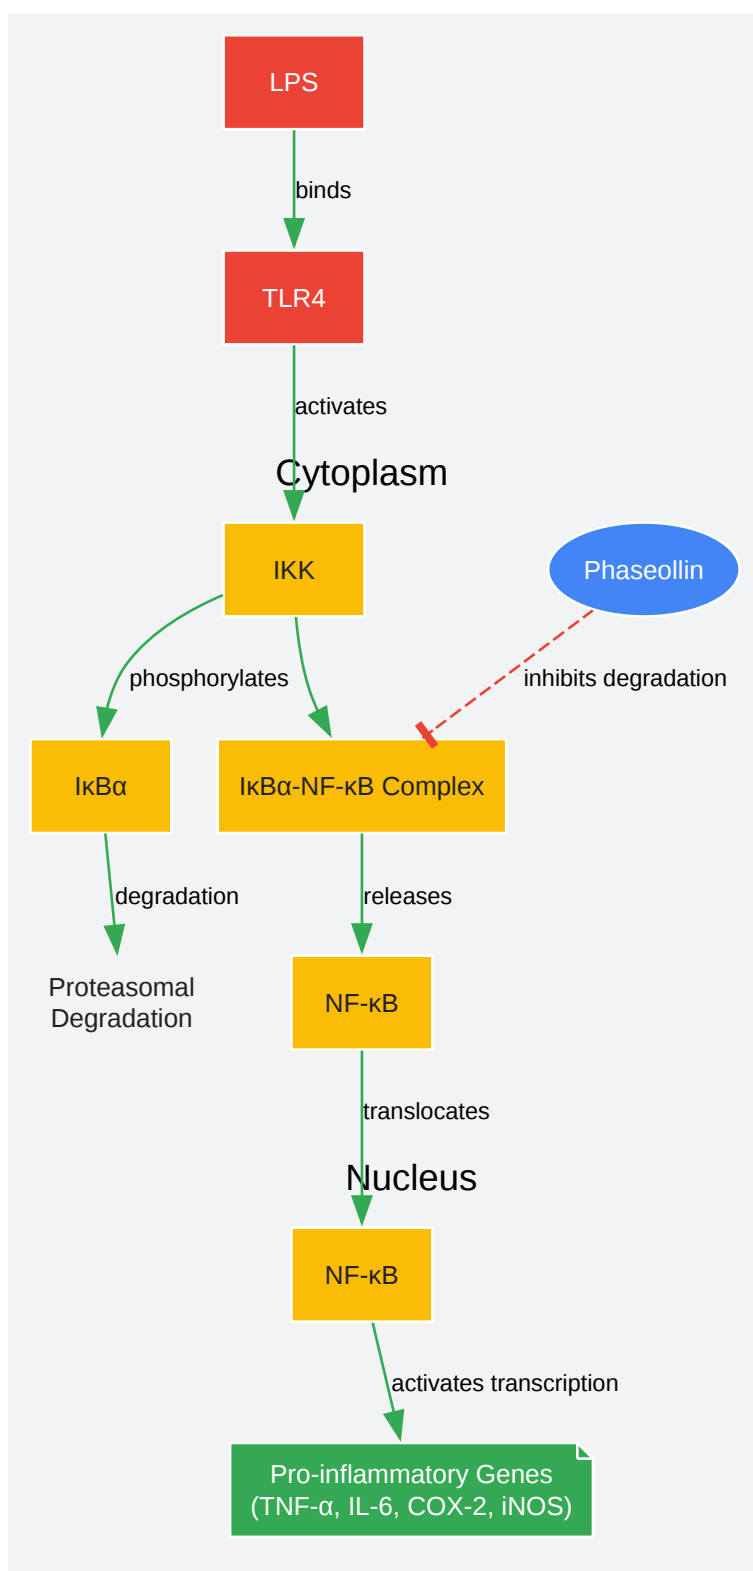 LPS
binds
TLR4
activates
Cytoplasm
IKK
Phaseollin
phosphorylates
inhibits degradation
IκBα
IκBα-NF-κB Complex
degradation
releases
Proteasomal
Degradation
NF-κB
translocates
Nucleus
NF-κB
activates transcription
Pro-inflammatory Genes
(TNF-α, IL-6, COX-2, iNOS)